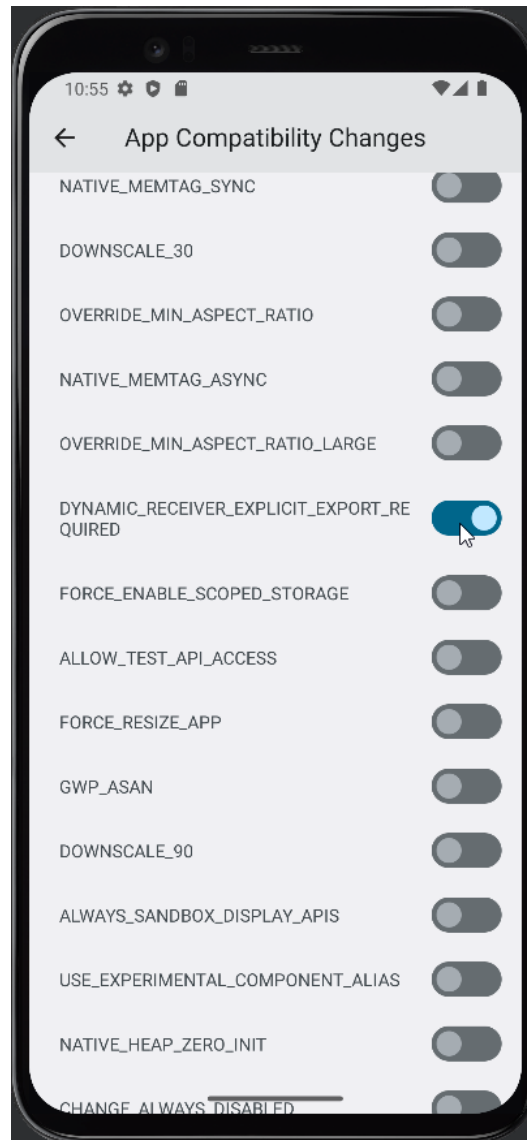 10:55
App Compatibility Changes
NATIVE_MEMTAG_SYNC
DOWNSCALE_30
OVERRIDE_MIN_ASPECT_RATIO
NATIVE_MEMTAG_ASYNC
OVERRIDE_MIN_ASPECT_RATIO_LARGE
DYNAMIC_RECEIVER_EXPLICIT_EXPORT_RE
QUIRED
FORCE_ENABLE_SCOPED_STORAGE
ALLOW_TEST_API_ACCESS
FORCE_RESIZE_APP
GWP_ASAN
DOWNSCALE_90
ALWAYS_SANDBOX_DISPLAY_APIS
USE_EXPERIMENTAL_COMPONENT_ALIAS
NATIVE_HEAP_ZERO_INIT
CHANGE_ALWAYS_DISABLED